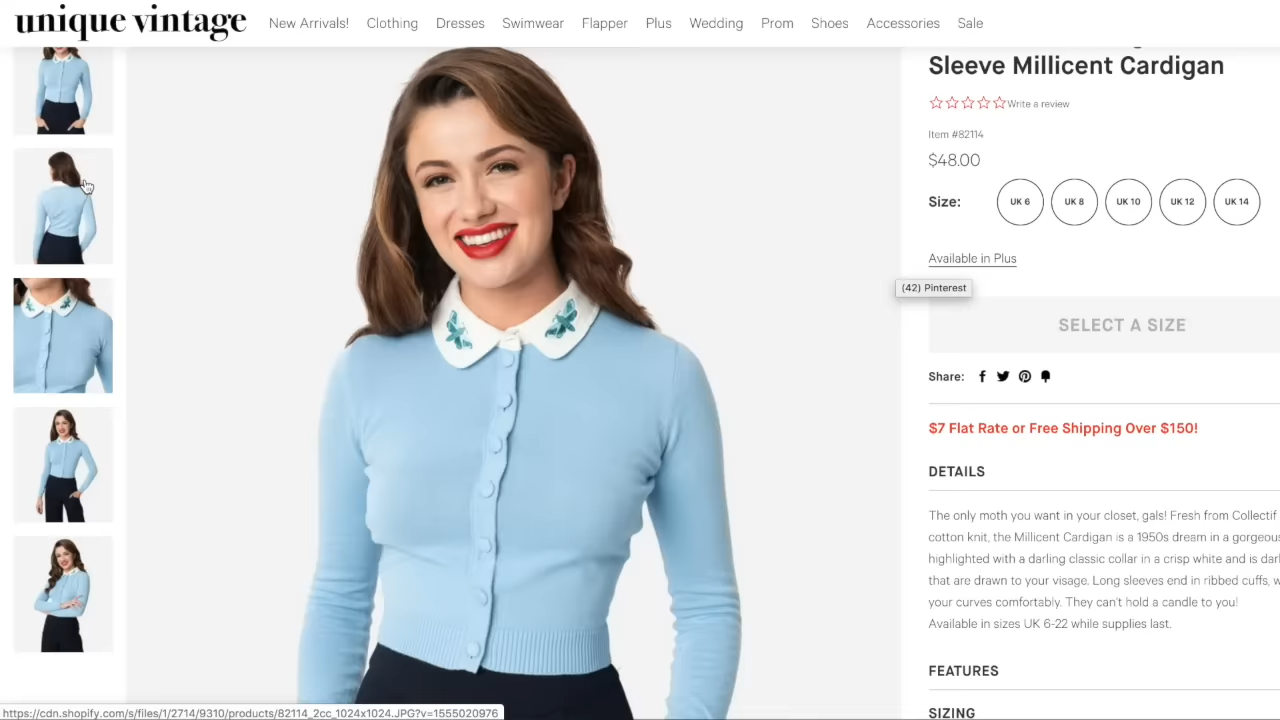 unique vintage
New Arrivals! Clothing Dresses Swimwear Flapper Plus Wedding Prom Shoes Accessories Sale
Sleeve Millicent Cardigan
Write a review
Item #82114
$48.00
Size: UK 6 UK 8 UK 10 UK 12 UK 14
Available in Plus
(42) Pinterest
SELECT A SIZE
Share:
$7 Flat Rate or Free Shipping Over $150!
DETAILS
The only moth you want in your closet, gals! Fresh from Collectif
cotton knit, the Millicent Cardigan is a 1950s dream in a gorgeous
highlighted with a darling classic collar in a crisp white and is
that are drawn to your visage. Long sleeves end in ribbed cuffs,
your curves comfortably. They can't hold a candle to you!
Available in sizes UK 6-22 while supplies last.
FEATURES
SIZING
https://cdn.shopify.com/s/files/1/2714/9310/products/82114_2cc_1024x1024.JPG?v=1555020976